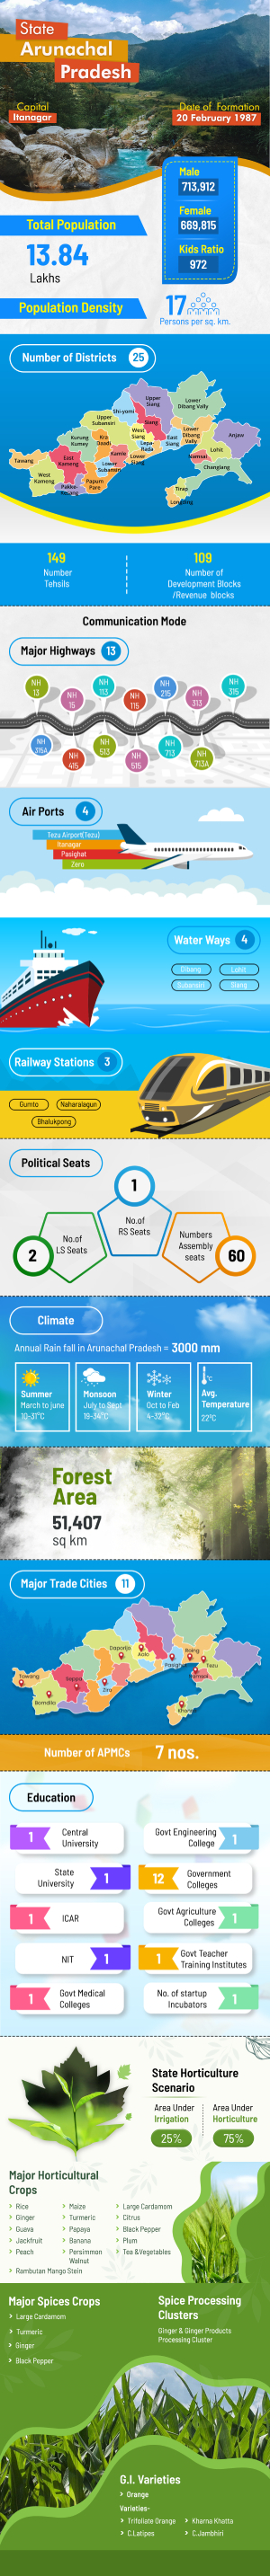 State
Arunachal
Pradesh
Capital
Itanagar
Date of Formation
20 February 1987
Male
713,912
Female
669,815
Kids Ratio
972
Total Population
13.84
Lakhs
Population Density
17
Persons per sq. km.
Number of Districts 25
Upper
Siang
Lower
Dibang Vally
Shi-yomi
Upper
Subansiri
Siang
West
Siang
Lower
Dibang
Vally
Anjaw
Kurung
Kumey
Kra
Daadi
Lepa
Rada
East
Siang
Lohit
Kamle
Lower
Siang
Namsai
Tawang
East
Kameng
Lower
Subansiri
Changlang
West
Kameng
Papum
Pare
Pakke
Kesang
Tirap
Longding
149
Number
Tehsils
109
Number of
Development Blocks
/Revenue blocks
Communication Mode
Major Highways 13
NH
13
NH
15
NH
113
NH
115
NH
215
NH
313
NH
315
NH
315A
NH
415
NH
513
NH
515
NH
713
NH
713A
Air Ports 4
Tezu Airport(Tezu)
Itanagar
Pasighat
Zero
Water Ways 4
Dibang
Lohit
Subansiri
Siang
Railway Stations 3
Gumto
Naharalagun
Bhalukpong
Political Seats
1
No.of
RS Seats
2
No.of
LS Seats
Numbers
Assembly
seats
60
Climate
Annual Rain fall in Arunachal Pradesh = 3000 mm
Summer
March to june
10-31°C
Monsoon
July to Sept
19-34°C
Winter
Oct to Feb
4-32°C
°C
Avg.
Temperature
22°C
Forest
Area
51,407
sq km
Major Trade Cities 11
Daporijo
Aalo
Roing
Pasighat
Tezu
Tawang
Seppa
Namsai
Ziro
Bomdila
Khonsa
Number of APMCs 7 nos.
Education
1 Central
University
Govt Engineering
College 1
State
University 1
12 Government
Colleges
1 ICAR
Govt Agriculture
Colleges 1
NIT 1
1 Govt Teacher
Training Institutes
1 Govt Medical
Colleges
No. of startup
Incubators 1
State Horticulture
Scenario
Area Under
Irrigation
25%
Area Under
Horticulture
75%
Major Horticultural
Crops
Rice
Maize
Large Cardamom
Ginger
Turmeric
Citrus
Guava
Papaya
Black Pepper
Jackfruit
Banana
Plum
Peach
Persimmon
Walnut
Tea &Vegetables
Rambutan Mango Stein
Major Spices Crops
Large Cardamom
Turmeric
Ginger
Black Pepper
Spice Processing
Clusters
Ginger & Ginger Products
Processing Cluster
G.I. Varieties
Orange
Varieties-
Trifoliate Orange
Khama Khatta
C.Latipes
C.Jambhiri